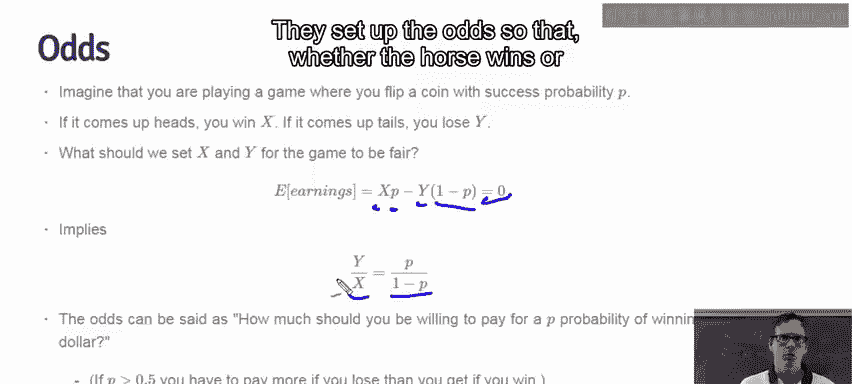 They set up the odds so that,
whether the horse wins or
Odds
· Imagine that you are playing a game where you flip a coin with success probability p.
· If it comes up heads, you win X. If it comes up tails, you lose Y.
· What should we set X and Y for the game to be fair?
E[earnings] = Xp − Y(1 − p) = 0
· Implies
Y/X = p/(1 − p)
· The odds can be said as "How much should you be willing to pay for a p probability of winning
dollar?"
- (If p > 0.5 you have to pay more if you lose than you get if you win.)